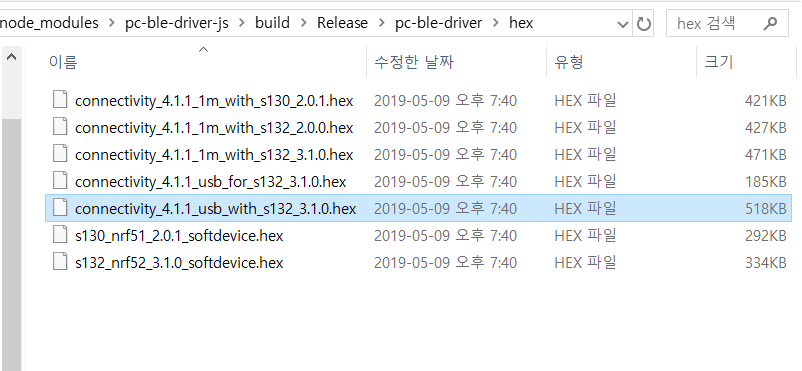 node_modules > pc-ble-driver-js > build > Release > pc-ble-driver > hex hex 검색
이름 수정한 날짜 유형 크기
connectivity_4.1.1_1m_with_s130_2.0.1.hex 2019-05-09 오후 7:40 HEX 파일 421KB
connectivity_4.1.1_1m_with_s132_2.0.0.hex 2019-05-09 오후 7:40 HEX 파일 427KB
connectivity_4.1.1_1m_with_s132_3.1.0.hex 2019-05-09 오후 7:40 HEX 파일 471KB
connectivity_4.1.1_usb_for_s132_3.1.0.hex 2019-05-09 오후 7:40 HEX 파일 185KB
connectivity_4.1.1_usb_with_s132_3.1.0.hex 2019-05-09 오후 7:40 HEX 파일 518KB
s130_nrf51_2.0.1_softdevice.hex 2019-05-09 오후 7:40 HEX 파일 292KB
s132_nrf52_3.1.0_softdevice.hex 2019-05-09 오후 7:40 HEX 파일 334KB